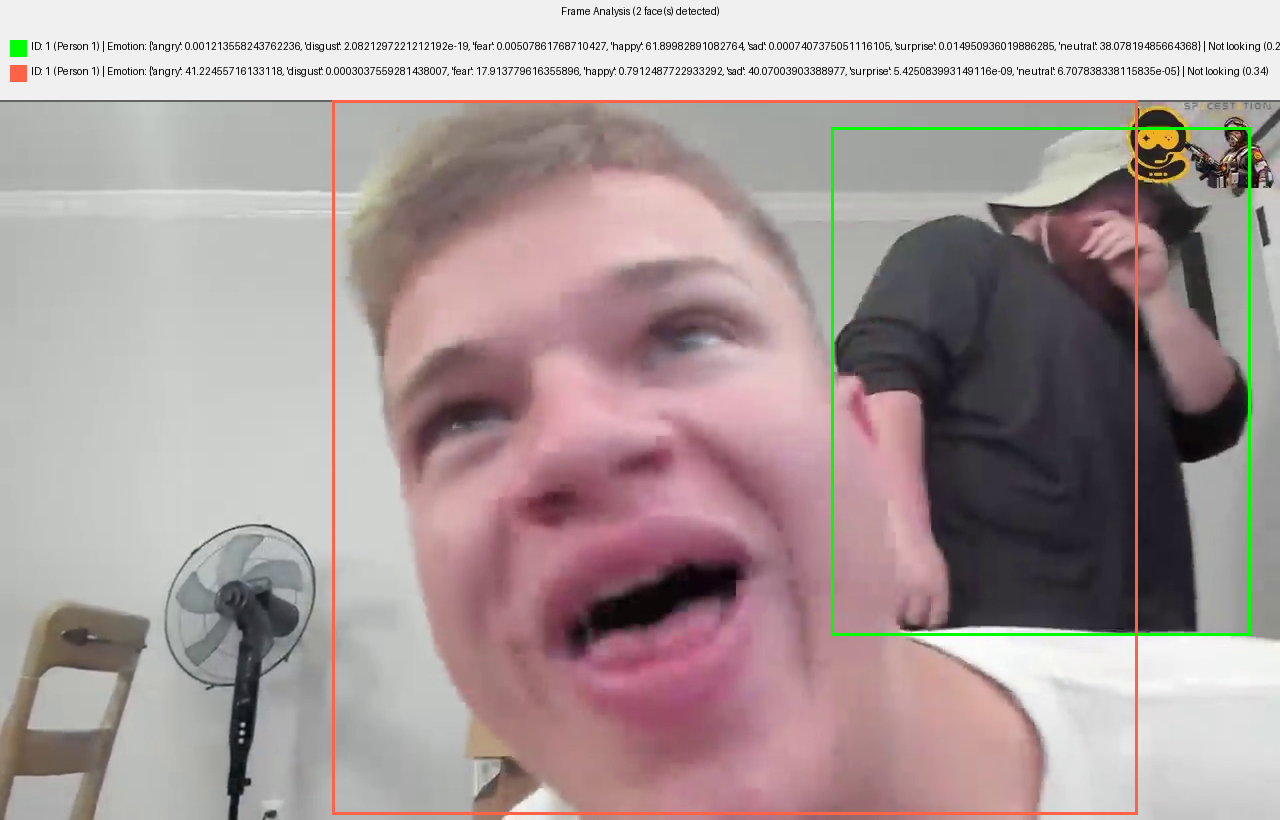 Frame Analysis (2 face(s) detected)
ID: 1 (Person 1) | Emotion: {'angry': 0.001213558243762236, 'disgust': 2.0821297221212192e-19, 'fear': 0.00507861768710427, 'happy': 61.89982891082764, 'sad': 0.0007407375051116105, 'surprise': 0.014950936019886285, 'neutral': 38.07819485664368} | Not looking (0.2
ID: 1 (Person 1) | Emotion: {'angry': 41.22455716133118, 'disgust': 0.0003037559281438007, 'fear': 17.913779616355896, 'happy': 0.7912487722933292, 'sad': 40.07003903388977, 'surprise': 5.425083993149116e-09, 'neutral': 6.707838338115835e-05} | Not looking (0.34)
SPACESTATION